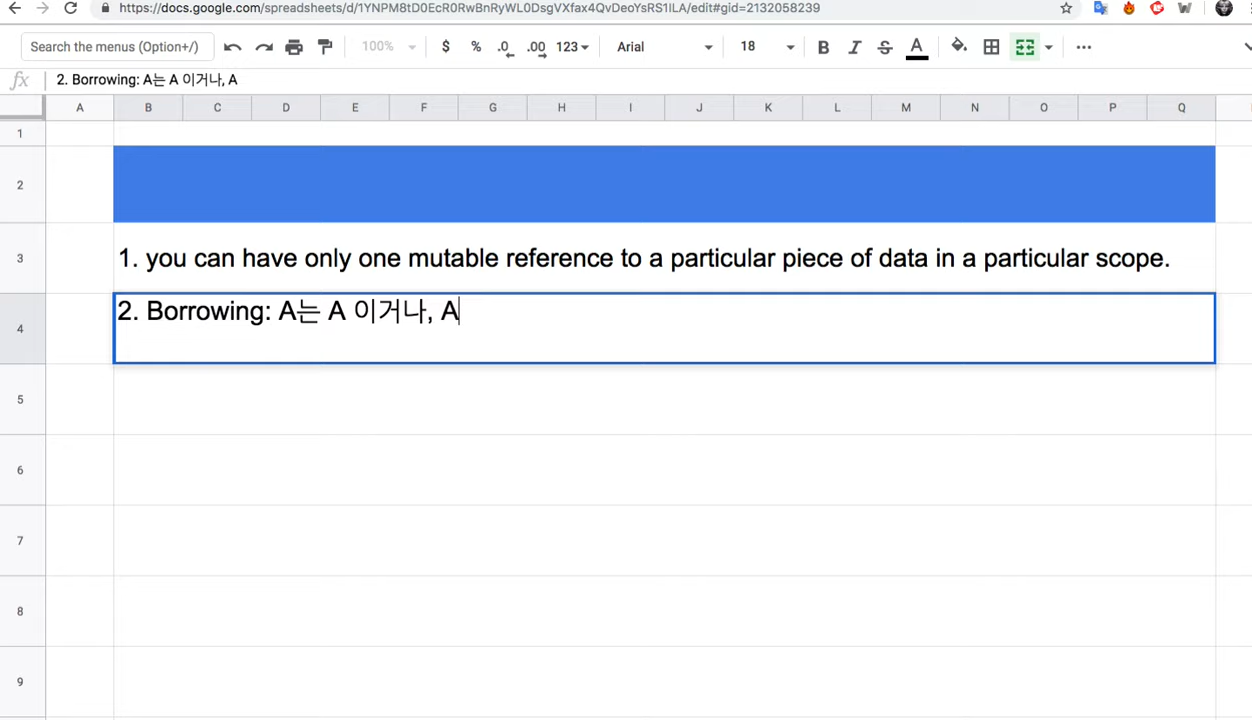 https://docs.google.com/spreadsheets/d/1YNPM8tD0EcR0RwBnRyWL0DsgVXfax4QvDeoYsRS1lLA/edit#gid=2132058239
Search the menus (Option+/) 100% $ % .0 .00 123 Arial 18 B I S A
fx 2. Borrowing: A는 A 이거나, A
A B C D E F G H I J K L M N O P Q
1
2
3 1. you can have only one mutable reference to a particular piece of data in a particular scope.
4 2. Borrowing: A는 A 이거나, A
5
6
7
8
9